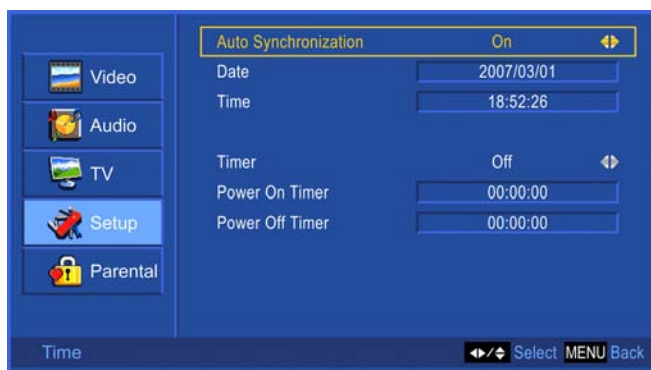 Video
Audio
TV
Setup
Parental
Auto Synchronization On
Date 2007/03/01
Time 18:52:26
Timer Off
Power On Timer 00:00:00
Power Off Timer 00:00:00
Time
Select MENU Back